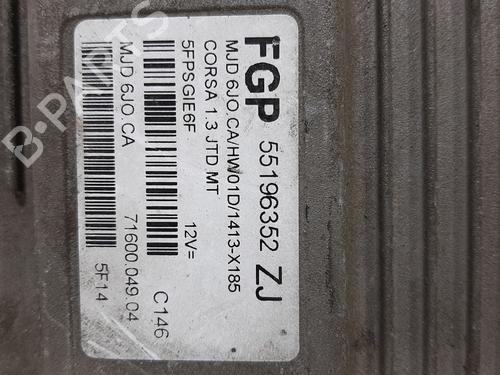 FGP 55196352 ZJ
MJD 6JO.CA/HW01D/1413-X185
CORSA 1.3 JTD MT
5FPSGIE6F 12V=
C146
MJD 6JO.CA 71600.049.04
5F14
B-PARTS